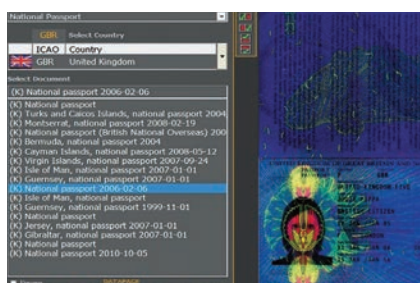 National Passport
GBR Select Country
ICAO Country
GBR United Kingdom
Select Document
(K) National passport 2006-02-06
(K) National passport
(K) Turks and Caicos Islands, national passport 2004
(K) Montserrat, national passport 2008-02-19
(K) National passport (British National Overseas) 200
(K) Bermuda, national passport 2004
(K) Cayman Islands, national passport 2008-05-12
(K) Virgin Islands, national passport 2007-09-24
(K) Isle of Man, national passport 2007-01-01
(K) Guernsey, national passport 2007-01-01
(K) National passport 2006-02-06
(K) Isle of Man, national passport
(K) Guernsey, national passport 1999-11-01
(K) National passport
(K) Jersey, national passport 2007-01-01
(K) Gibraltar, national passport 2007-01-01
(K) National passport
(K) National passport 2010-10-05
DATAPAGE